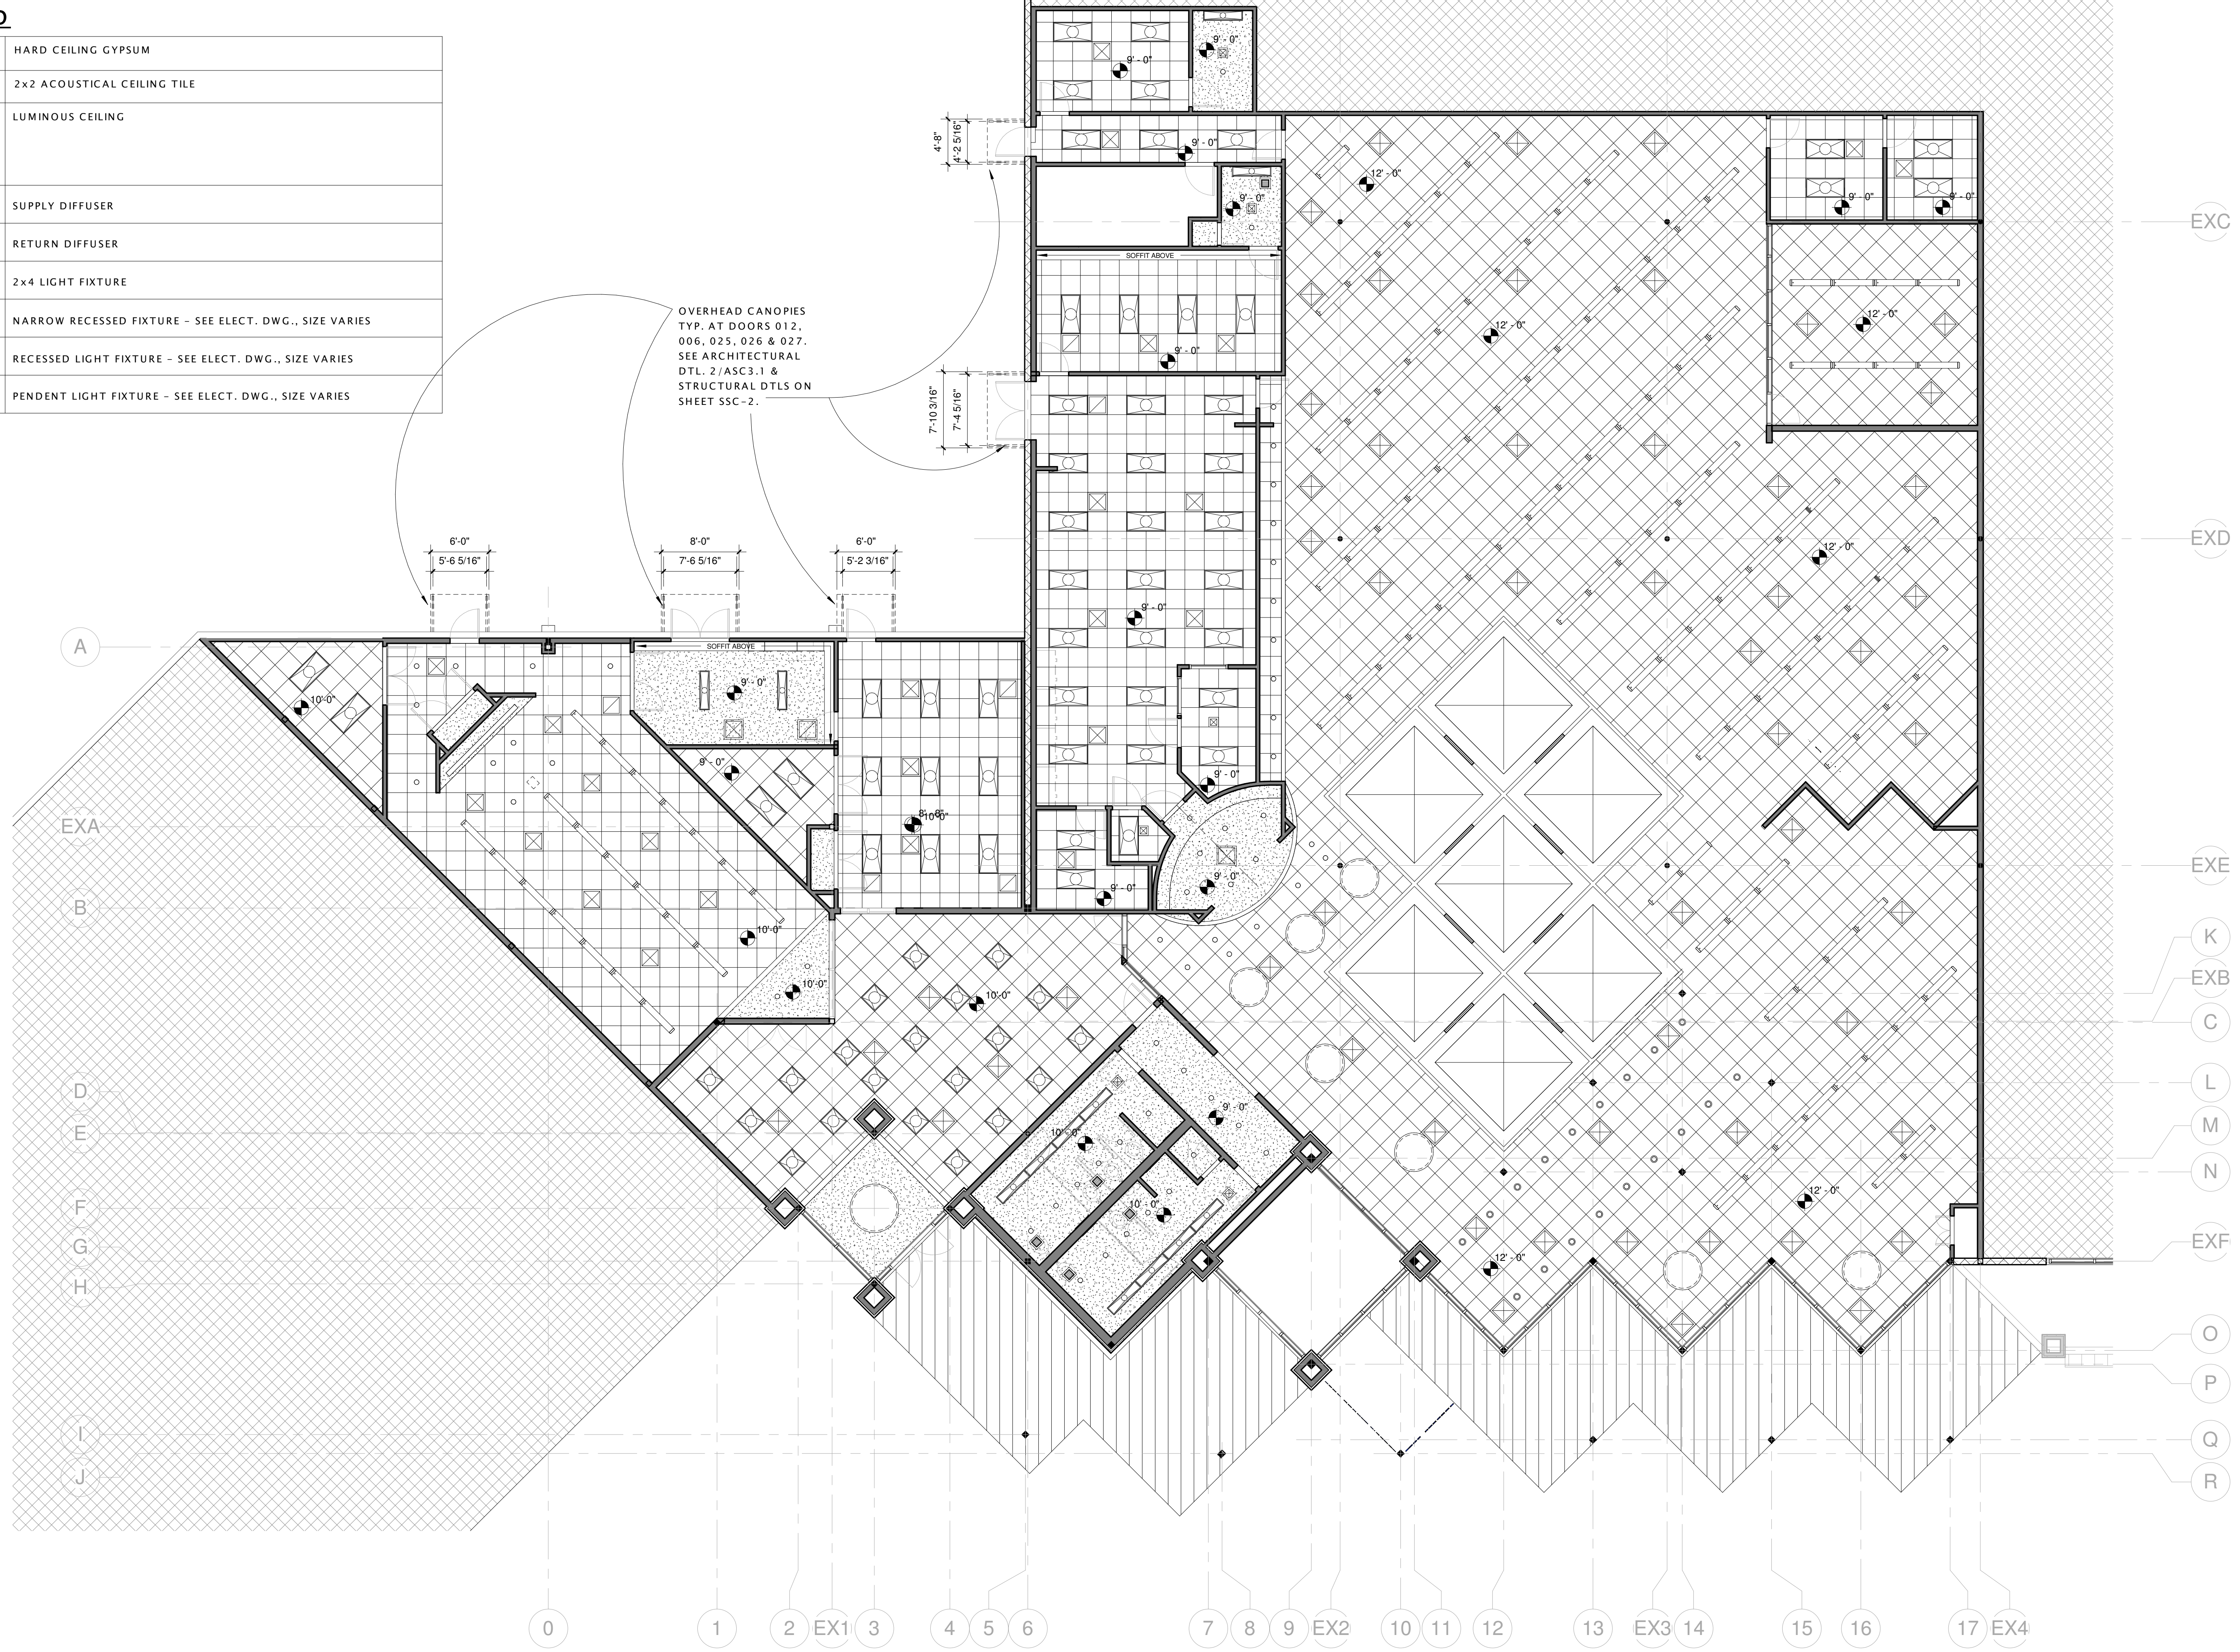 HARD CEILING GYPSUM
2x2 ACOUSTICAL CEILING TILE
LUMINOUS CEILING
SUPPLY DIFFUSER
RETURN DIFFUSER
2x4 LIGHT FIXTURE
NARROW RECESSED FIXTURE – SEE ELECT. DWG., SIZE VARIES
RECESSED LIGHT FIXTURE – SEE ELECT. DWG., SIZE VARIES
PENDENT LIGHT FIXTURE – SEE ELECT. DWG., SIZE VARIES
OVERHEAD CANOPIES
TYP. AT DOORS 012,
006, 025, 026 & 027.
SEE ARCHITECTURAL
DTL. 2/ASC3.1 &
STRUCTURAL DTLS ON
SHEET SSC-2.
9' - 0"
9' - 0"
4'-8"
4'-2 5/16"
9' - 0"
12' - 0"
9' - 0"
9' - 0"
9' - 0"
EXC
SOFFIT ABOVE
12' - 0"
12' - 0"
9' - 0"
7'-10 3/16"
7'-4 5/16"
6'-0"
5'-6 5/16"
8'-0"
7'-6 5/16"
6'-0"
5'-2 3/16"
EXD
12' - 0"
9' - 0"
A
SOFFIT ABOVE
9' - 0"
10'-0"
9' - 0"
9' - 0"
EXA
10'-0"
EXE
9' - 0"
9' - 0"
B
10'-0"
K
EXB
10'-0"
10'-0"
C
L
D
E
9' - 0"
10' - 0"
M
N
10' - 0"
12' - 0"
F
G
H
12' - 0"
EXF
O
P
I
J
Q
R
0
1
2
EX1
3
4
5
6
7
8
9
EX2
10
11
12
13
EX3
14
15
16
17
EX4